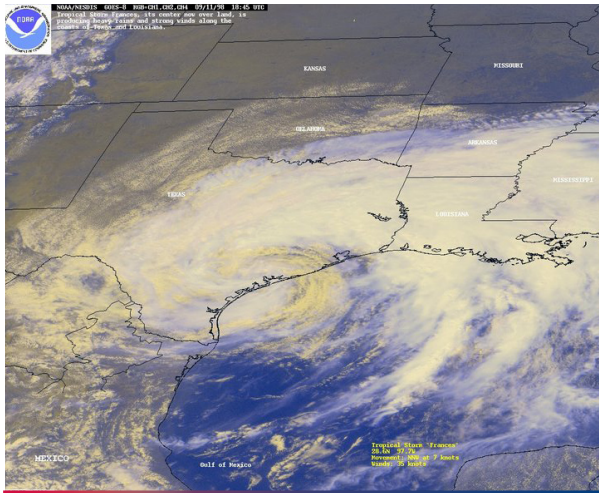 NOAA/NESDIS GOES-8 RGB-CH1,CH2,CH4 09/11/98 18:45 UTC
Tropical Storm Frances, its center now over land, is
producing heavy rains and strong winds along the
coasts of Texas and Louisiana.
NOAA
KANSAS
MISSOURI
OKLAHOMA
ARKANSAS
MISSISSIPPI
TEXAS
LOUISIANA
Tropical Storm 'Frances'
28.6N 97.7W
Movement: NNW at 7 knots
Winds: 35 knots
MEXICO
Gulf of Mexico